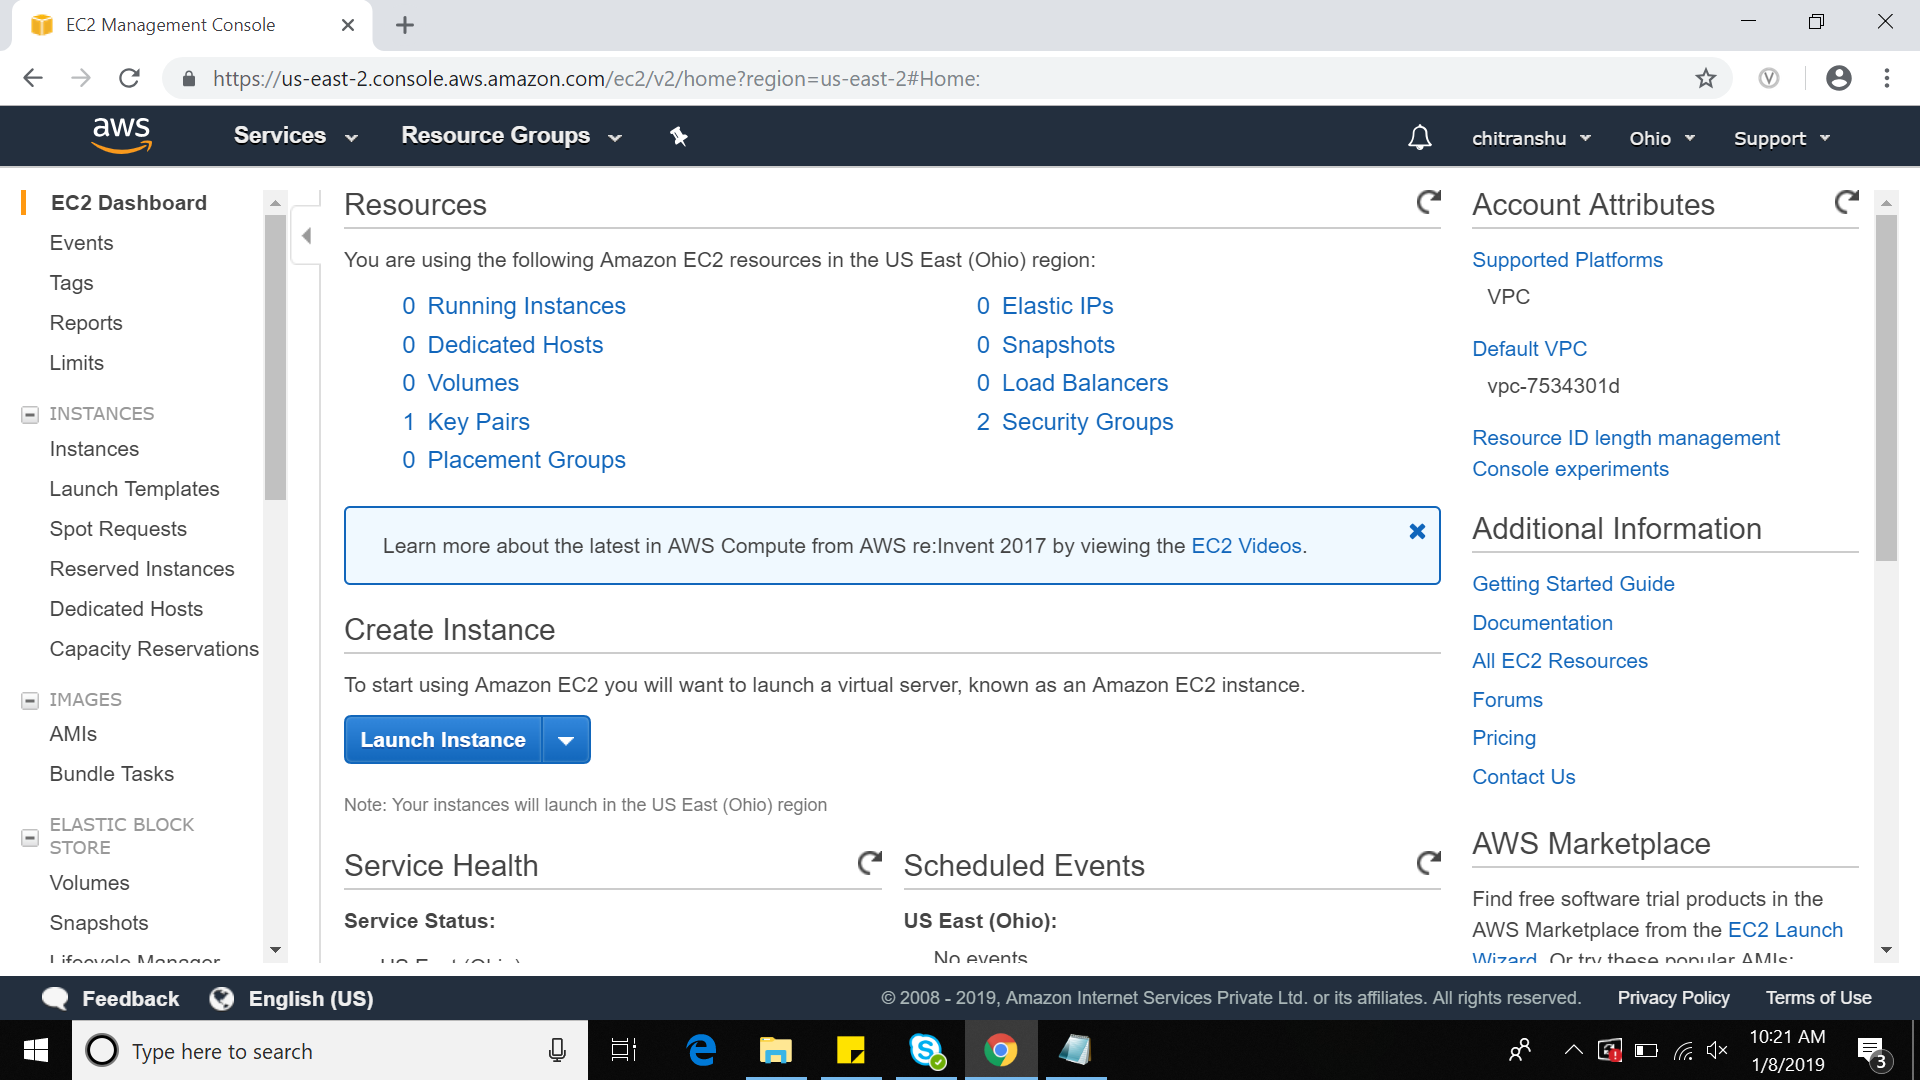 EC2 Management Console
https://us-east-2.console.aws.amazon.com/ec2/v2/home?region=us-east-2#Home:
aws
Services
Resource Groups
chitranshu
Ohio
Support
EC2 Dashboard
Events
Tags
Reports
Limits
INSTANCES
Instances
Launch Templates
Spot Requests
Reserved Instances
Dedicated Hosts
Capacity Reservations
IMAGES
AMIs
Bundle Tasks
ELASTIC BLOCK
STORE
Volumes
Snapshots
Lifecycle Manager
Resources
You are using the following Amazon EC2 resources in the US East (Ohio) region:
0 Running Instances
0 Elastic IPs
0 Dedicated Hosts
0 Snapshots
0 Volumes
0 Load Balancers
1 Key Pairs
2 Security Groups
0 Placement Groups
Learn more about the latest in AWS Compute from AWS re:Invent 2017 by viewing the EC2 Videos.
Create Instance
To start using Amazon EC2 you will want to launch a virtual server, known as an Amazon EC2 instance.
Launch Instance
Note: Your instances will launch in the US East (Ohio) region
Service Health
Service Status:
US East (Ohio)
Scheduled Events
US East (Ohio):
No events
Account Attributes
Supported Platforms
VPC
Default VPC
vpc-7534301d
Resource ID length management
Console experiments
Additional Information
Getting Started Guide
Documentation
All EC2 Resources
Forums
Pricing
Contact Us
AWS Marketplace
Find free software trial products in the
AWS Marketplace from the EC2 Launch
Wizard. Or try these popular AMIs:
Feedback
English (US)
© 2008 - 2019, Amazon Internet Services Private Ltd. or its affiliates. All rights reserved.
Privacy Policy
Terms of Use
Type here to search
10:21 AM
1/8/2019
3